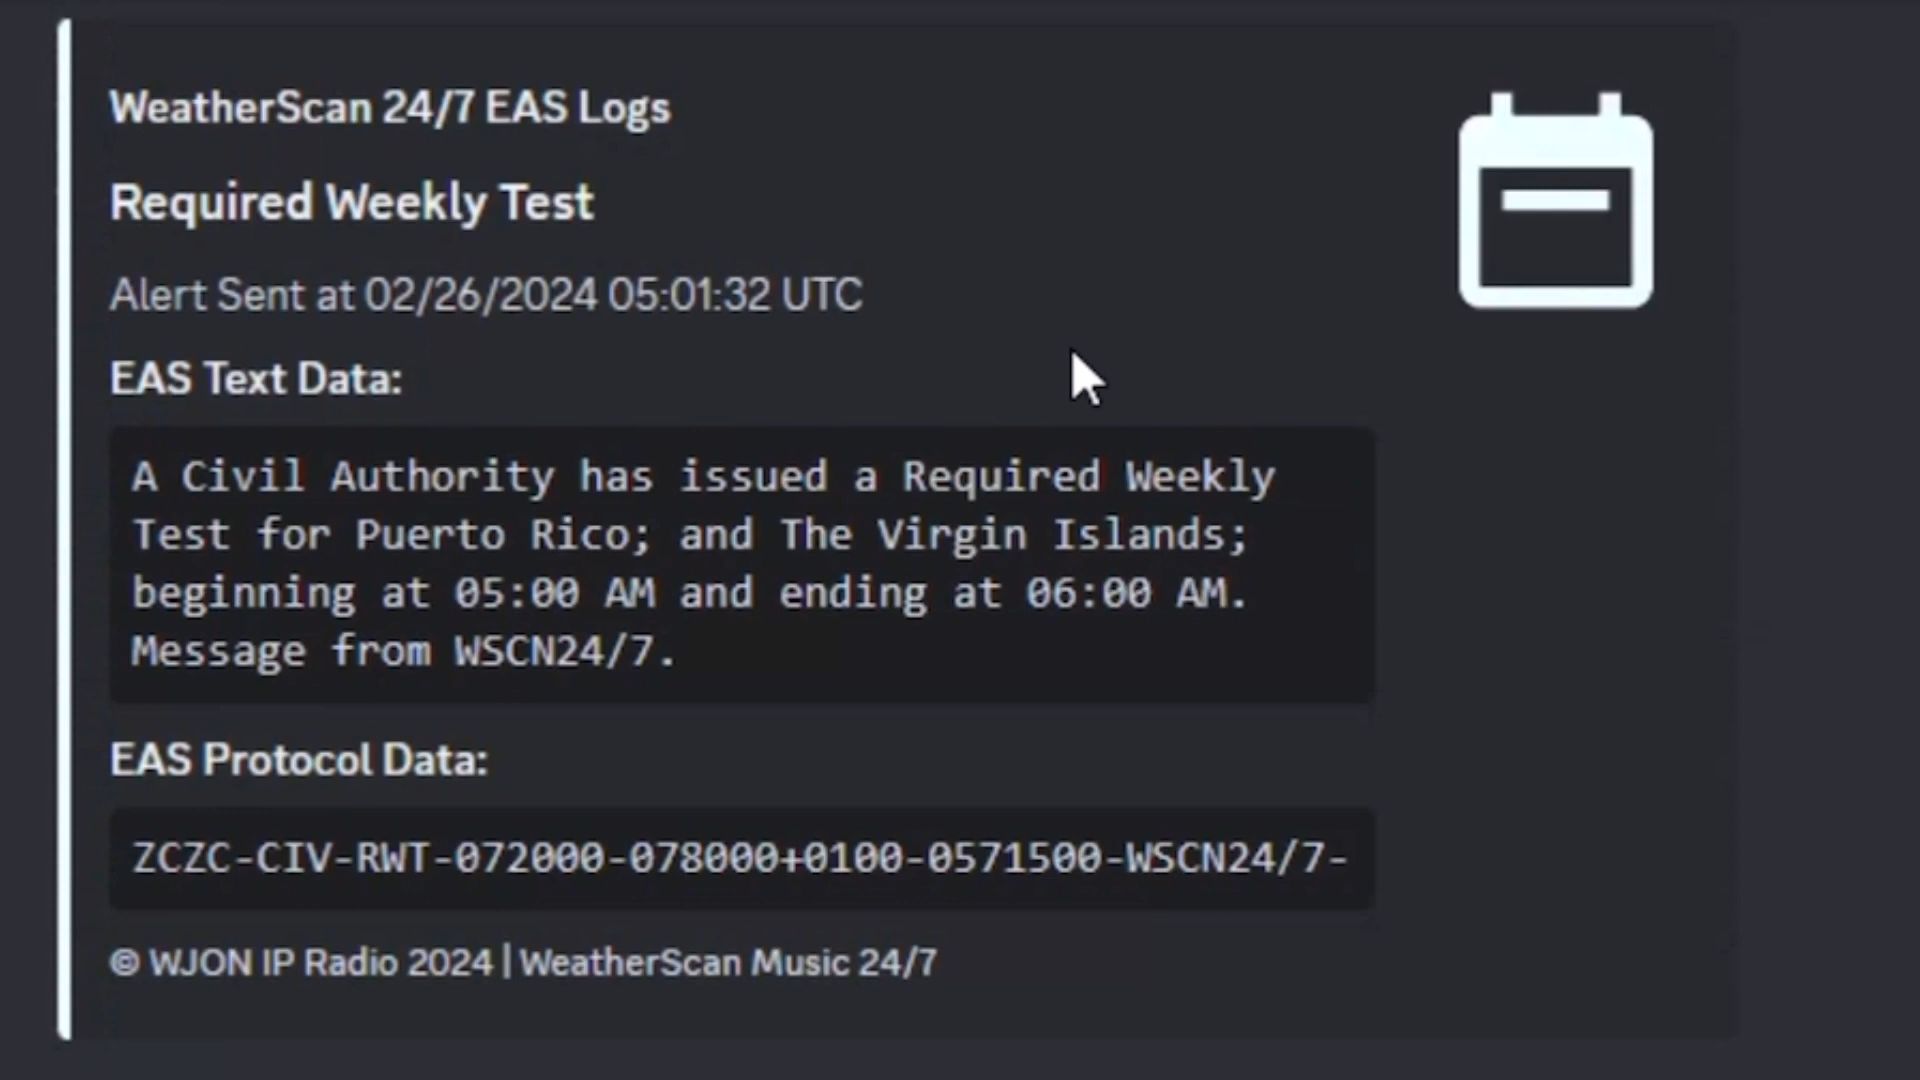 WeatherScan 24/7 EAS Logs
Required Weekly Test
Alert Sent at 02/26/2024 05:01:32 UTC
EAS Text Data:
A Civil Authority has issued a Required Weekly
Test for Puerto Rico; and The Virgin Islands;
beginning at 05:00 AM and ending at 06:00 AM.
Message from WSCN24/7.
EAS Protocol Data:
ZCZC-CIV-RWT-072000-078000+0100-0571500-WSCN24/7-
© WJON IP Radio 2024 | WeatherScan Music 24/7